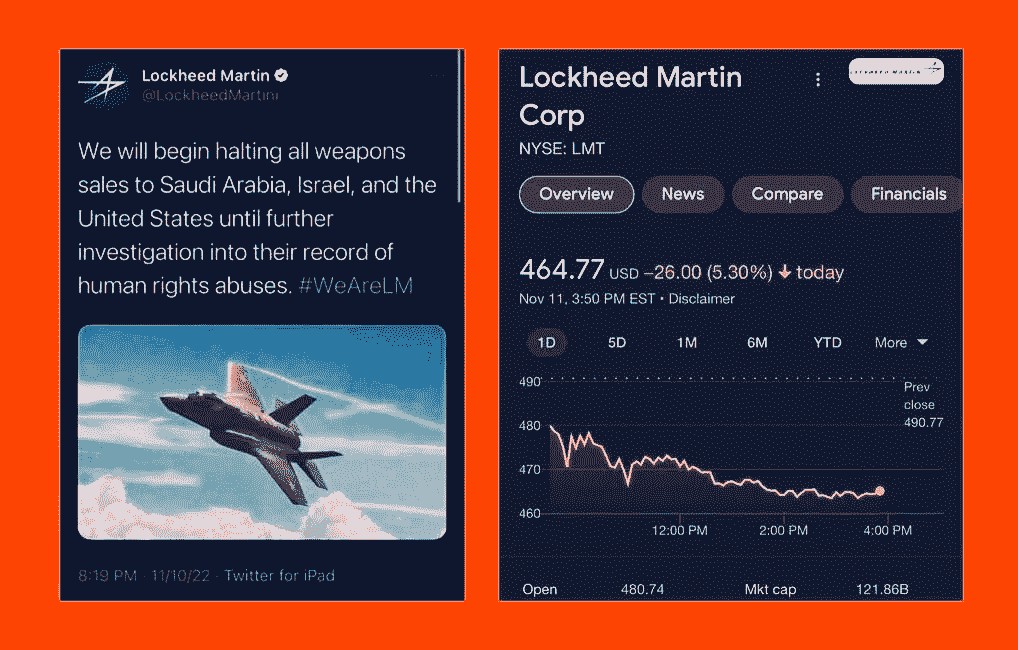 Lockheed Martin
@LockheedMartini
We will begin halting all weapons
sales to Saudi Arabia, Israel, and the
United States until further
investigation into their record of
human rights abuses. #WeAreLM
8:19 PM · 11/10/22 · Twitter for iPad
Lockheed Martin
Corp
LOCKHEED MARTIN
NYSE: LMT
Overview
News
Compare
Financials
464.77 USD −26.00 (5.30%) ↓ today
Nov 11, 3:50 PM EST • Disclaimer
1D
5D
1M
6M
YTD
More
490
480
470
460
Prev
close
490.77
12:00 PM
2:00 PM
4:00 PM
Open
480.74
Mkt cap
121.86B